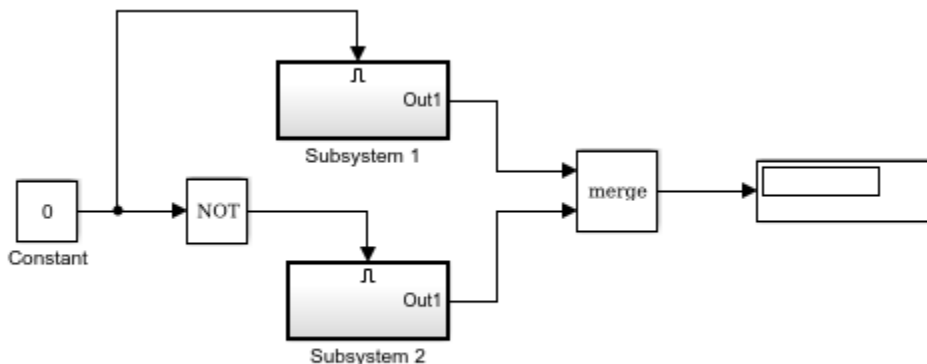 Out1
Subsystem 1
0
NOT
merge
Constant
Out1
Subsystem 2